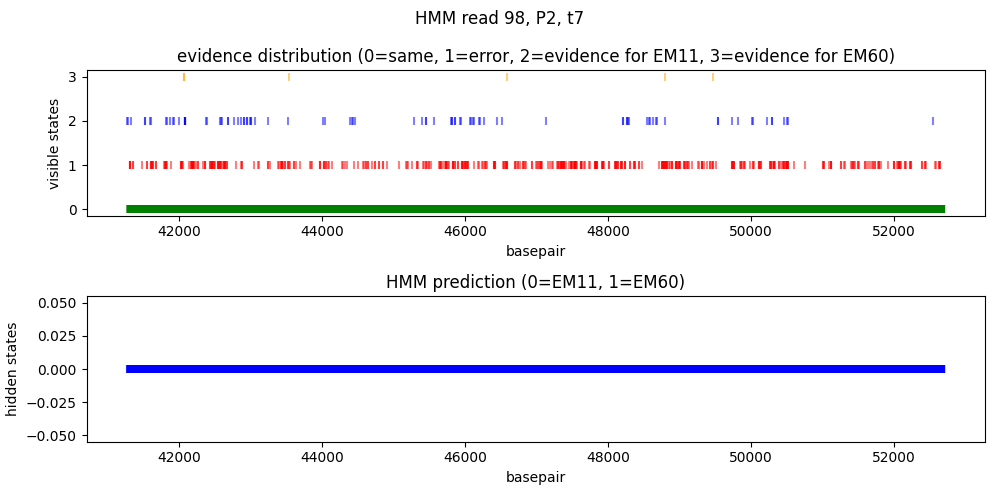 HMM read 98, P2, t7
evidence distribution (0=same, 1=error, 2=evidence for EM11, 3=evidence for EM60)
visible states
3
2
1
0
42000 44000 46000 48000 50000 52000
basepair
HMM prediction (0=EM11, 1=EM60)
hidden states
0.050
0.025
0.000
−0.025
−0.050
42000 44000 46000 48000 50000 52000
basepair